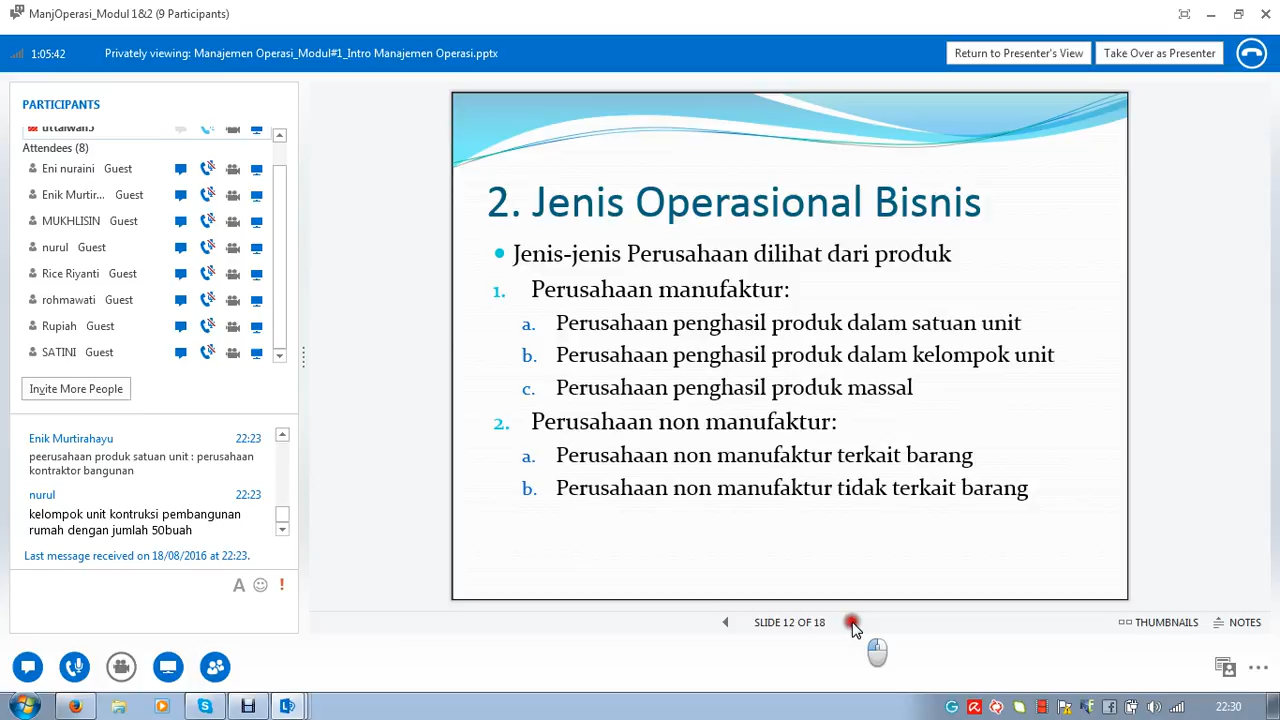 ManjOperasi_Modul 1&2 (9 Participants)
1:05:42
Privately viewing: Manajemen Operasi_Modul#1_Intro Manajemen Operasi.pptx
Return to Presenter's View
Take Over as Presenter
PARTICIPANTS
Attendees (8)
Eni nuraini Guest
Enik Murtir... Guest
MUKHLISIN Guest
nurul Guest
Rice Riyanti Guest
rohmawati Guest
Rupiah Guest
SATINI Guest
Invite More People
Enik Murtirahayu 22:23
peerusahaan produk satuan unit : perusahaan
kontraktor bangunan
nurul 22:23
kelompok unit kontruksi pembangunan
rumah dengan jumlah 50buah
Last message received on 18/08/2016 at 22:23.
A !
2. Jenis Operasional Bisnis
Jenis-jenis Perusahaan dilihat dari produk
1. Perusahaan manufaktur:
a. Perusahaan penghasil produk dalam satuan unit
b. Perusahaan penghasil produk dalam kelompok unit
c. Perusahaan penghasil produk massal
2. Perusahaan non manufaktur:
a. Perusahaan non manufaktur terkait barang
b. Perusahaan non manufaktur tidak terkait barang
SLIDE 12 OF 18
THUMBNAILS
NOTES
22:30